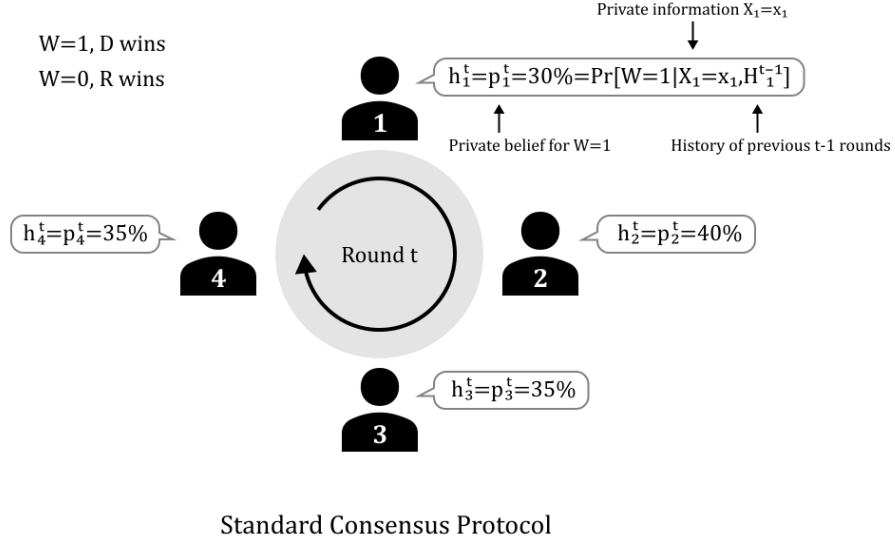 Private information X₁=x₁
W=1, D wins
W=0, R wins
h₁ᵗ=p₁ᵗ=30%=Pr[W=1|X₁=x₁,H₁ᵗ⁻¹]
1
Private belief for W=1
History of previous t-1 rounds
h₄ᵗ=p₄ᵗ=35%
4
Round t
2
h₂ᵗ=p₂ᵗ=40%
h₃ᵗ=p₃ᵗ=35%
3
Standard Consensus Protocol